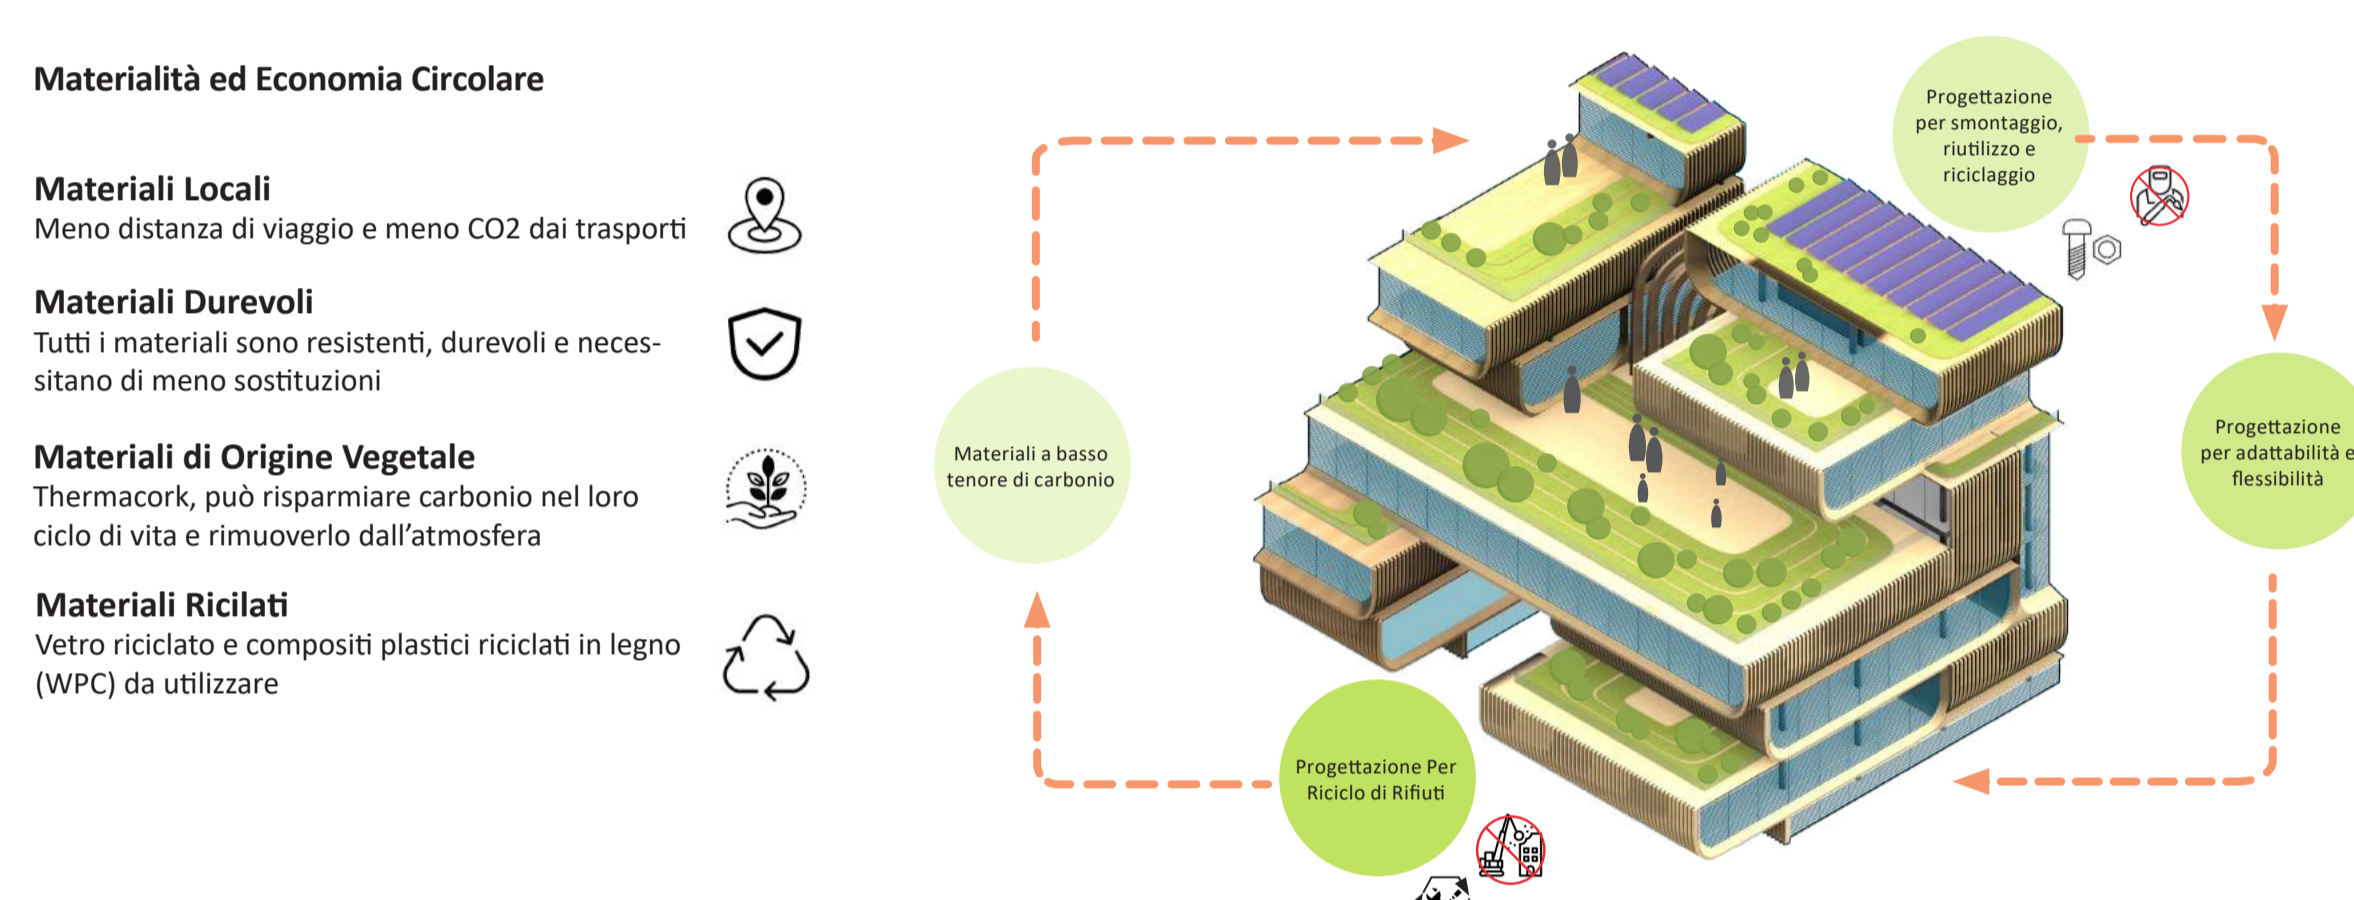 Materialità ed Economia Circolare
Materiali Locali
Meno distanza di viaggio e meno CO2 dai trasporti
Materiali Durevoli
Tutti i materiali sono resistenti, durevoli e neces-
sitano di meno sostituzioni
Materiali di Origine Vegetale
Thermacork, può risparmiare carbonio nel loro
ciclo di vita e rimuoverlo dall’atmosfera
Materiali Ricilati
Vetro riciclato e compositi plastici riciclati in legno
(WPC) da utilizzare
Materiali a basso
tenore di carbonio
Progettazione
per smontaggio,
riutilizzo e
riciclaggio
Progettazione
per adattabilità e
flessibilità
Progettazione Per
Riciclo di Rifiuti